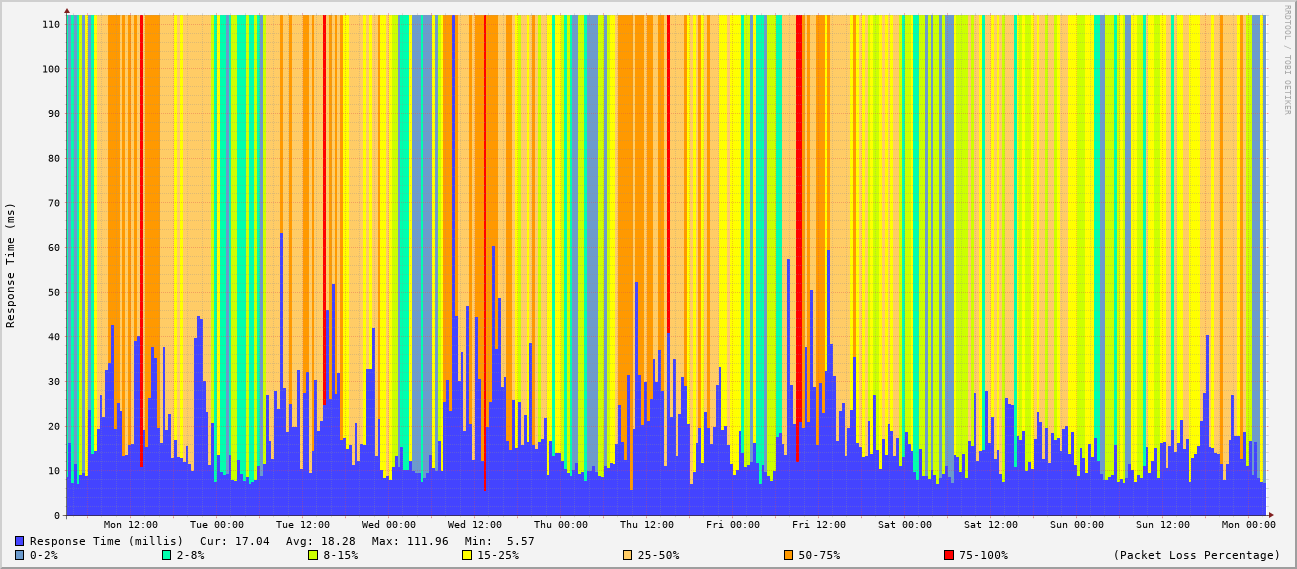 RRDTOOL / TOBI OETIKER
Response Time (ms)
110
100
90
80
70
60
50
40
30
20
10
0
Mon 12:00 Tue 00:00 Tue 12:00 Wed 00:00 Wed 12:00 Thu 00:00 Thu 12:00 Fri 00:00 Fri 12:00 Sat 00:00 Sat 12:00 Sun 00:00 Sun 12:00 Mon 00:00
Response Time (millis) Cur: 17.04 Avg: 18.28 Max: 111.96 Min: 5.57
0-2% 2-8% 8-15% 15-25% 25-50% 50-75% 75-100% (Packet Loss Percentage)